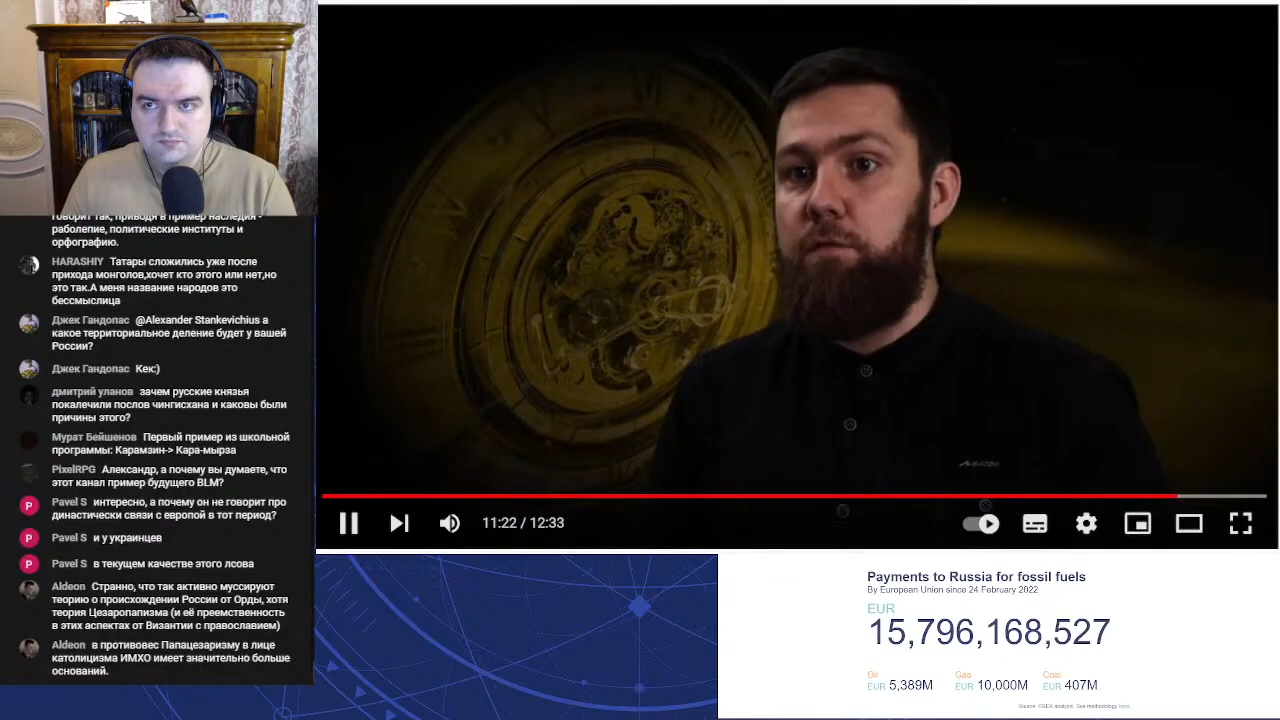 говорит так, приводя в пример наследия -
раболепие, политические институты и
орфографию.
HARASHIY Татары сложились уже после
прихода монголов,хочет кто этого или нет,но
это так.А меня название народов это
бессмыслица
Джек Гандопас @Alexander Stankevichius а
какое территориальное деление будет у вашей
России?
Джек Гандопас Кек:)
дмитрий уланов зачем русские князья
покалечили послов чингисхана и каковы были
причины этого?
Мурат Бейшенов Первый пример из школьной
программы: Карамзин-> Кара-мырза
PixelRPG Александр, а почему вы думаете, что
этот канал пример будущего BLM?
P Pavel S интересно, а почему он не говорит про
династически связи с европой в тот период?
P Pavel S и у украинцев
P Pavel S в текущем качестве этого лсова
Aldeon Странно, что так активно муссируют
теорию о происхождении России от Орды, хотя
теория Цезаропапизма (и её преемственность
в этих аспектах от Византии с православием)
Aldeon в противовес Папацезаризму в лице
католицизма ИМХО имеет значительно больше
оснований.
11:22 / 12:33
Payments to Russia for fossil fuels
By European Union since 24 February 2022
EUR
15,796,168,527
Oil Gas Coal
EUR 5,389M EUR 10,000M EUR 407M
Source: CREA analysis. See methodology here.